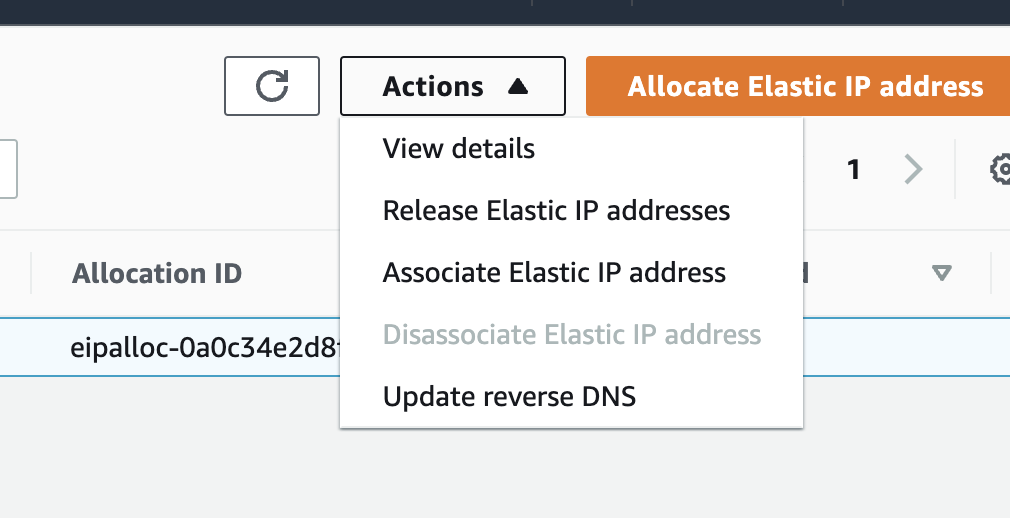 Actions
Allocate Elastic IP address
View details
1
Release Elastic IP addresses
Allocation ID
Associate Elastic IP address
Disassociate Elastic IP address
eipalloc-0a0c34e2d8
Update reverse DNS